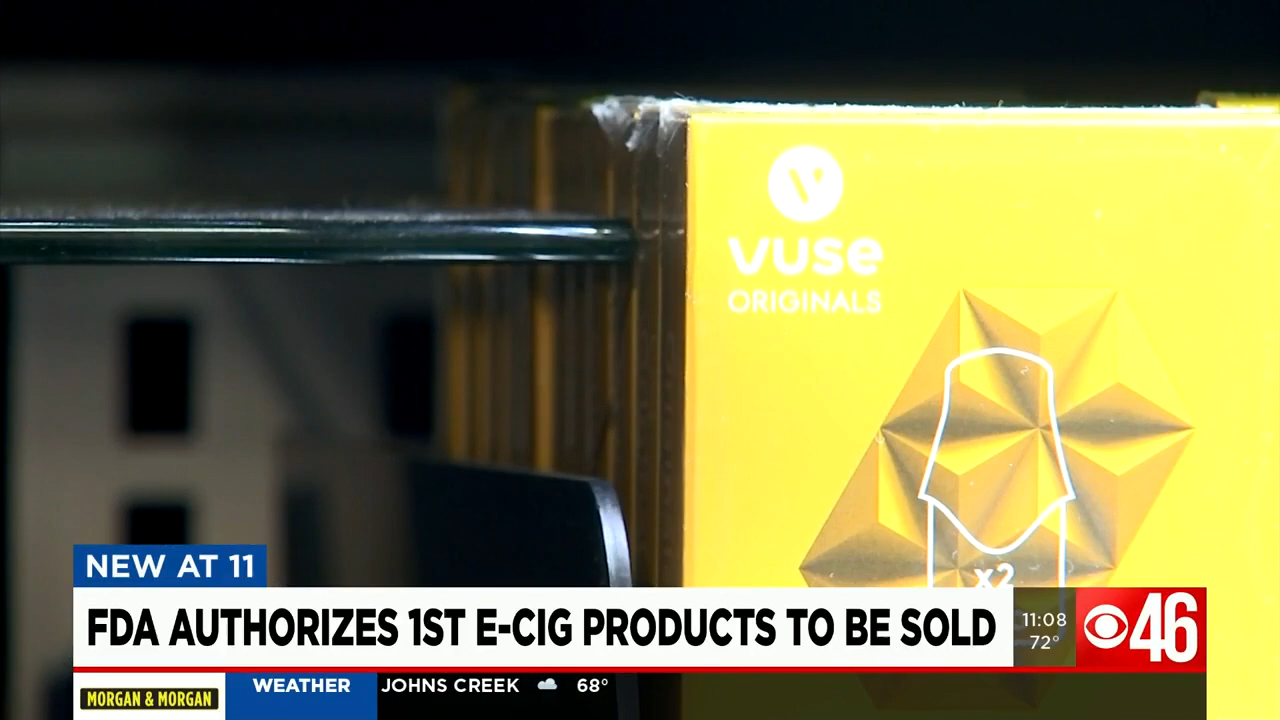 vuse
ORIGINALS
x2
NEW AT 11
FDA AUTHORIZES 1ST E-CIG PRODUCTS TO BE SOLD
11:08
72°
46
MORGAN & MORGAN
WEATHER
JOHNS CREEK
68°